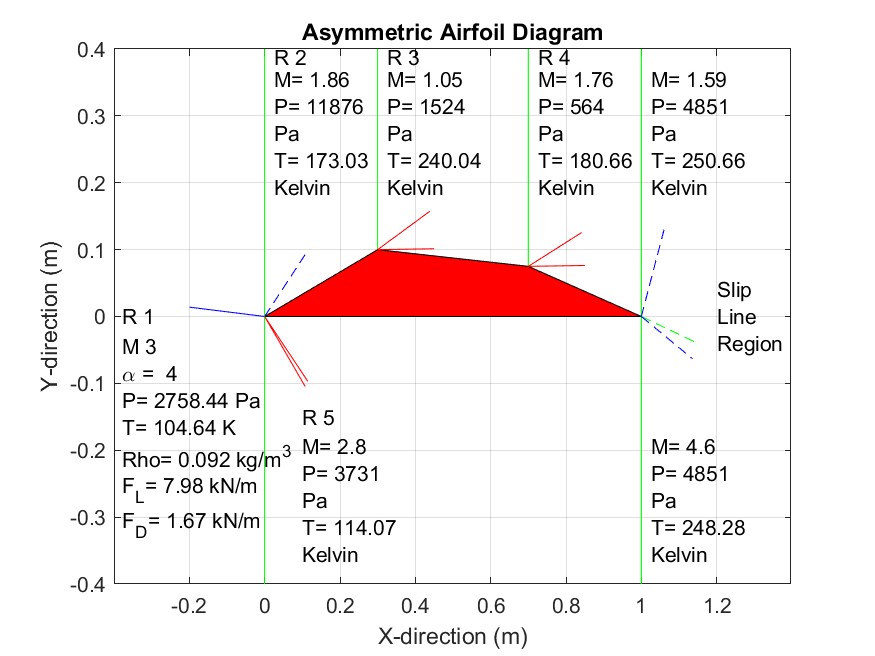 Asymmetric Airfoil Diagram
R 2
M= 1.86
P= 11876
Pa
T= 173.03
Kelvin
R 3
M= 1.05
P= 1524
Pa
T= 240.04
Kelvin
R 4
M= 1.76
P= 564
Pa
T= 180.66
Kelvin
M= 1.59
P= 4851
Pa
T= 250.66
Kelvin
R 1
M 3
α = 4
P= 2758.44 Pa
T= 104.64 K
Rho= 0.092 kg/m³
F_L= 7.98 kN/m
F_D= 1.67 kN/m
R 5
M= 2.8
P= 3731
Pa
T= 114.07
Kelvin
Slip
Line
Region
M= 4.6
P= 4851
Pa
T= 248.28
Kelvin
0.4
0.3
0.2
0.1
0
-0.1
-0.2
-0.3
-0.4
Y-direction (m)
-0.2 0 0.2 0.4 0.6 0.8 1 1.2
X-direction (m)